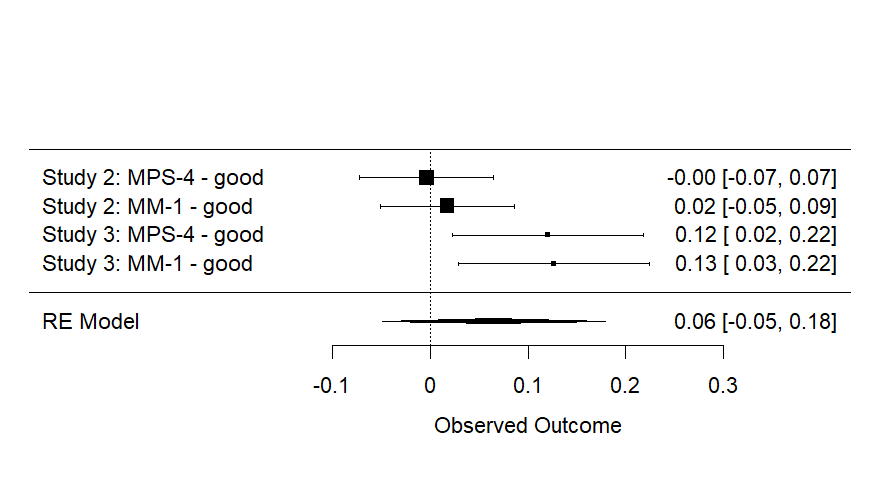 Study 2: MPS-4 - good -0.00 [-0.07, 0.07]
Study 2: MM-1 - good 0.02 [-0.05, 0.09]
Study 3: MPS-4 - good 0.12 [ 0.02, 0.22]
Study 3: MM-1 - good 0.13 [ 0.03, 0.22]
RE Model 0.06 [-0.05, 0.18]
-0.1 0 0.1 0.2 0.3
Observed Outcome